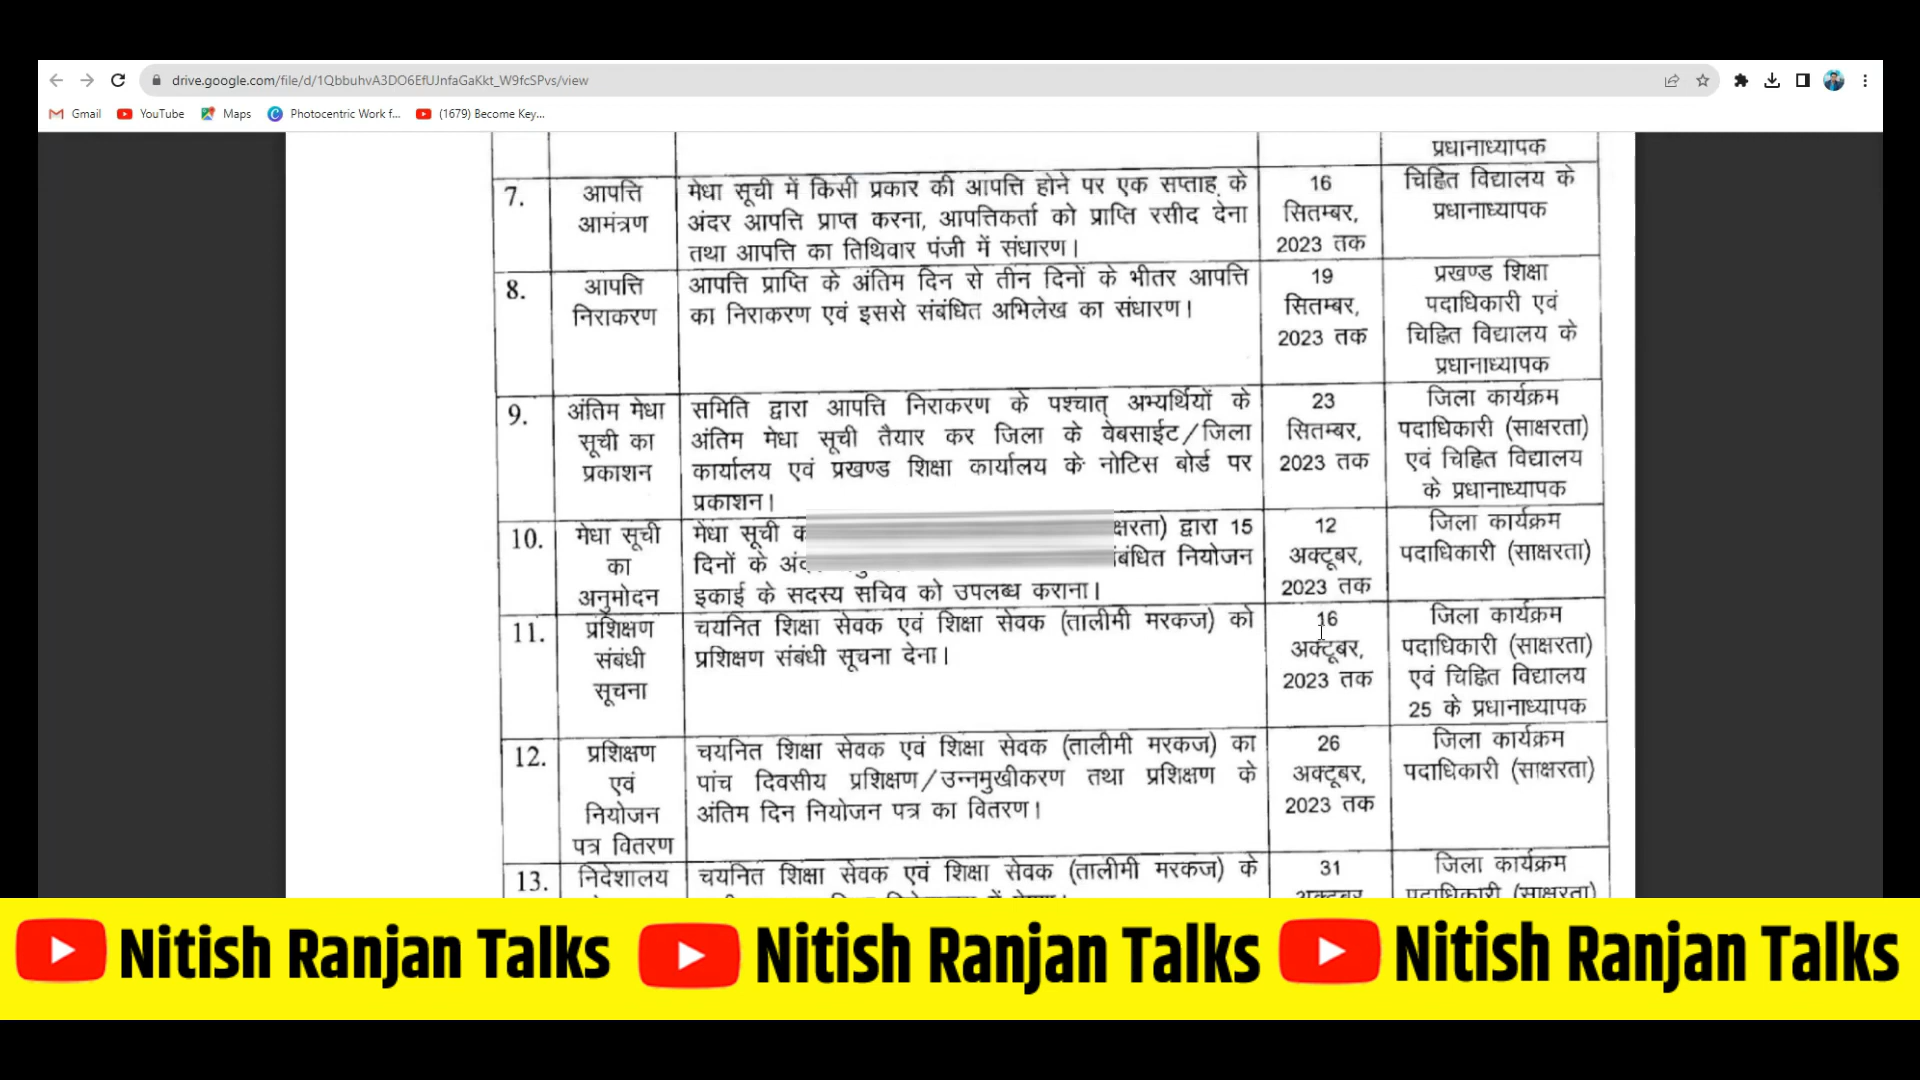 drive.google.com/file/d/1QbbuhvA3DO6EfUJnfaGaKkt_W9fcSPvs/view
Gmail YouTube Maps Photocentric Work f... (1679) Become Key...
प्रधानाध्यापक
7. आपत्ति मेधा सूची में किसी प्रकार की आपत्ति होने पर एक सप्ताह के 16 चिह्नित विद्यालय के
आमंत्रण अंदर आपत्ति प्राप्त करना, आपत्तिकर्ता को प्राप्ति रसीद देना सितम्बर, प्रधानाध्यापक
तथा आपत्ति का तिथिवार पंजी में संधारण। 2023 तक
8. आपत्ति आपत्ति प्राप्ति के अंतिम दिन से तीन दिनों के भीतर आपत्ति 19 प्रखण्ड शिक्षा
निराकरण का निराकरण एवं इससे संबंधित अभिलेख का संधारण। सितम्बर, पदाधिकारी एवं
2023 तक चिह्नित विद्यालय के
प्रधानाध्यापक
9. अंतिम मेधा समिति द्वारा आपत्ति निराकरण के पश्चात् अभ्यर्थियों के 23 जिला कार्यक्रम
सूची का अंतिम मेधा सूची तैयार कर जिला के वेबसाईट/जिला सितम्बर, पदाधिकारी (साक्षरता)
प्रकाशन कार्यालय एवं प्रखण्ड शिक्षा कार्यालय के नोटिस बोर्ड पर 2023 तक एवं चिह्नित विद्यालय
प्रकाशन। के प्रधानाध्यापक
10. मेधा सूची मेधा सूची द्वारा 15 12 जिला कार्यक्रम
का दिनों के नियोजन अक्टूबर, पदाधिकारी (साक्षरता)
अनुमोदन इकाई के सदस्य सचिव को उपलब्ध कराना। 2023 तक
11. प्रशिक्षण चयनित शिक्षा सेवक एवं शिक्षा सेवक (तालीमी मरकज) को 16 जिला कार्यक्रम
संबंधी प्रशिक्षण संबंधी सूचना देना। अक्टूबर, पदाधिकारी (साक्षरता)
सूचना 2023 तक एवं चिह्नित विद्यालय
25 के प्रधानाध्यापक
12. प्रशिक्षण चयनित शिक्षा सेवक एवं शिक्षा सेवक (तालीमी मरकज) का 26 जिला कार्यक्रम
एवं पांच दिवसीय प्रशिक्षण/उन्नमुखीकरण तथा प्रशिक्षण के अक्टूबर, पदाधिकारी (साक्षरता)
नियोजन अंतिम दिन नियोजन पत्र का वितरण। 2023 तक
पत्र वितरण
13. निदेशालय चयनित शिक्षा सेवक एवं शिक्षा सेवक (तालीमी मरकज) के 31 जिला कार्यक्रम
अक्टूबर पदाधिकारी (साक्षरता)
Nitish Ranjan Talks Nitish Ranjan Talks Nitish Ranjan Talks